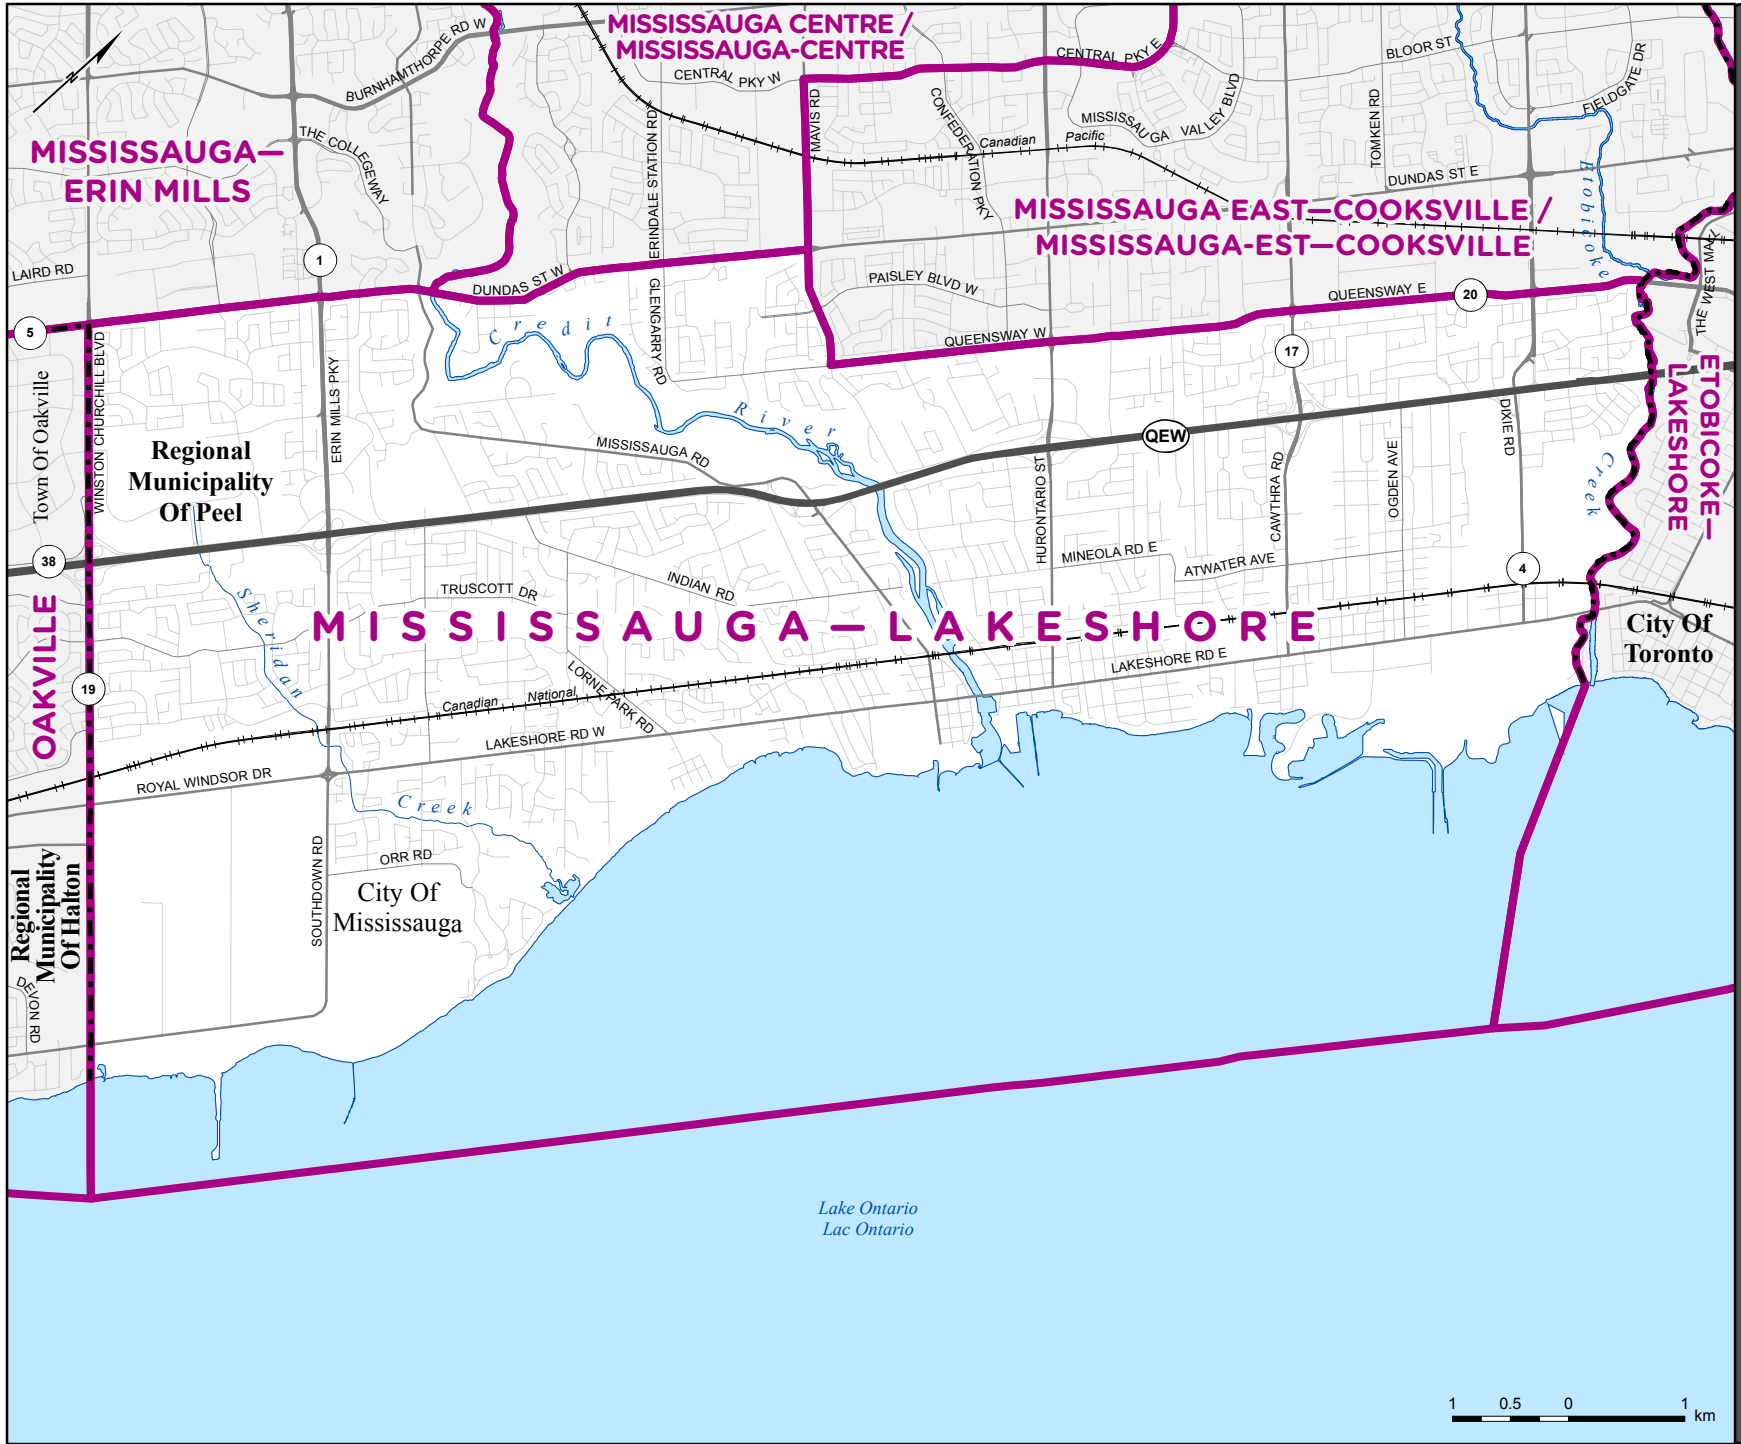 MISSISSAUGA CENTRE /
MISSISSAUGA-CENTRE
BURNHAMTHORPE RD W
CENTRAL PKY W
CENTRAL PKY E
BLOOR ST
FIELDGATE DR
MISSISSAUGA—
ERIN MILLS
THE COLLEGEWAY
ERINDALE STATION RD
MAVIS RD
CONFEDERATION PKY
MISSISSAUGA VALLEY BLVD
Canadian Pacific
TOMKEN RD
DUNDAS ST E
Etobicoke
MISSISSAUGA EAST—COOKSVILLE /
MISSISSAUGA-EST—COOKSVILLE
THE WEST MALL
LAIRD RD
1
DUNDAS ST W
PAISLEY BLVD W
QUEENSWAY E
20
5
Credit
GLENGARRY RD
QUEENSWAY W
17
Town Of Oakville
WINSTON CHURCHILL BLVD
ERIN MILLS PKY
River
QEW
DIXIE RD
ETOBICOKE—
LAKESHORE
Regional
Municipality
Of Peel
MISSISSAUGA RD
HURONTARIO ST
CAWTHRA RD
OGDEN AVE
Creek
38
MINEOLA RD E
ATWATER AVE
4
Sheridan
TRUSCOTT DR
INDIAN RD
OAKVILLE
MISSISSAUGA—LAKESHORE
City Of
Toronto
19
LAKESHORE RD E
LORNE PARK RD
Canadian National
LAKESHORE RD W
ROYAL WINDSOR DR
Creek
SOUTHDOWN RD
ORR RD
City Of
Mississauga
Regional
Municipality
Of Halton
DEVON RD
Lake Ontario
Lac Ontario
1 0.5 0 1 km